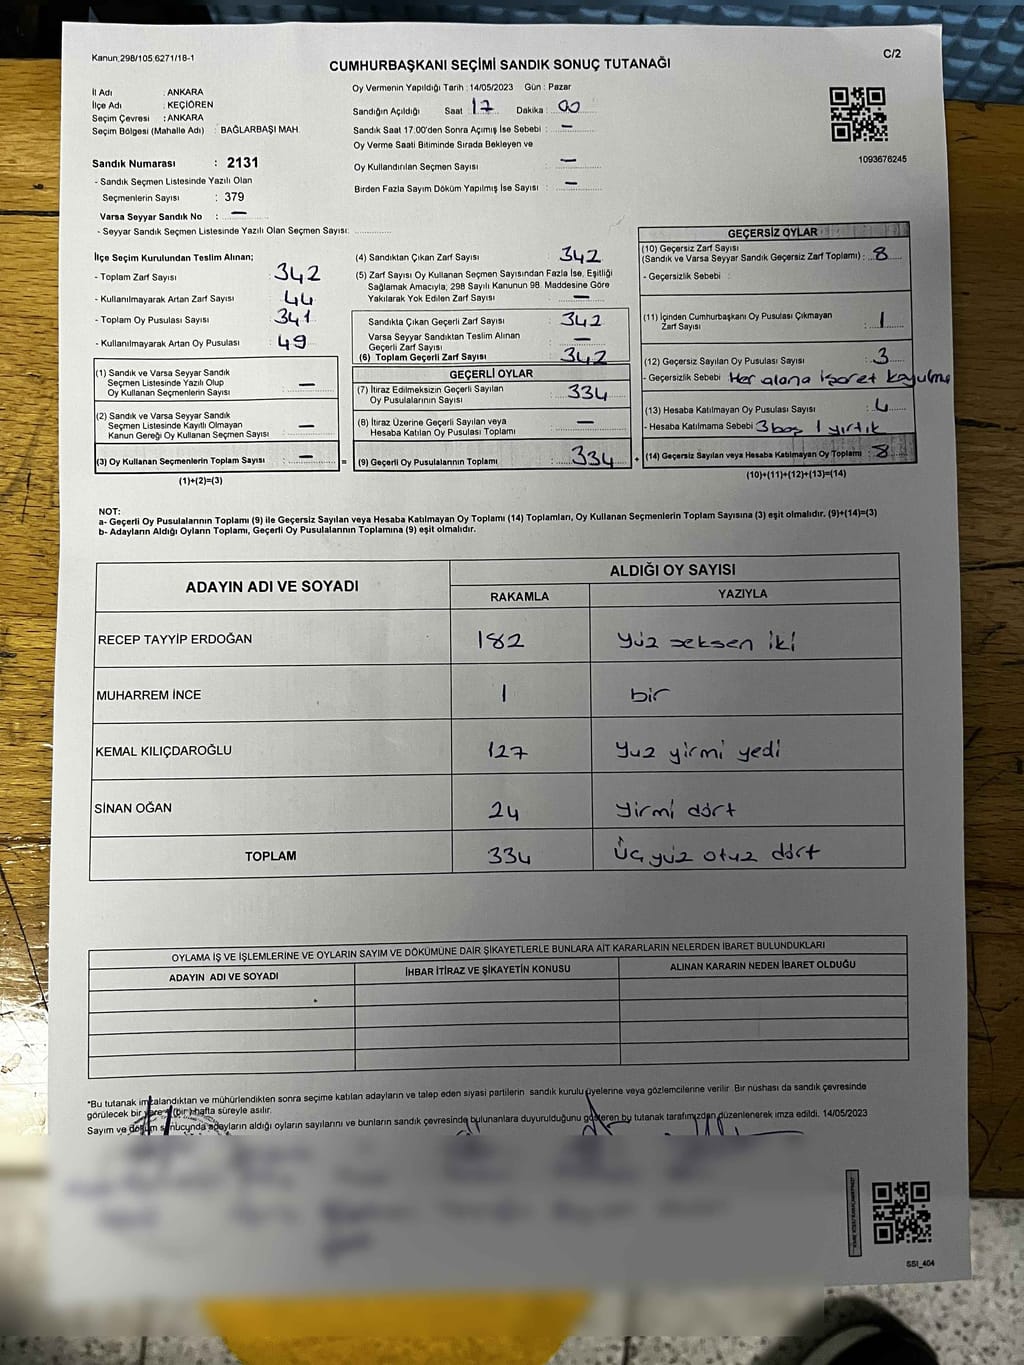 Kanun;298/105;6271/18-1
C/2
CUMHURBAŞKANI SEÇİMİ SANDIK SONUÇ TUTANAĞI
İl Adı : ANKARA
İlçe Adı : KEÇİÖREN
Seçim Çevresi : ANKARA
Seçim Bölgesi (Mahalle Adı) : BAĞLARBAŞI MAH.
Sandık Numarası : 2131
- Sandık Seçmen Listesinde Yazılı Olan
Seçmenlerin Sayısı : 379
Varsa Seyyar Sandık No : —
- Seyyar Sandık Seçmen Listesinde Yazılı Olan Seçmen Sayısı:
Oy Vermenin Yapıldığı Tarih : 14/05/2023 Gün : Pazar
Sandığın Açıldığı Saat 17 Dakika : 00
Sandık Saat 17.00'den Sonra Açımış İse Sebebi : —
Oy Verme Saati Bitiminde Sırada Bekleyen ve
Oy Kullandırılan Seçmen Sayısı : —
Birden Fazla Sayım Döküm Yapılmış İse Sayısı : —
1093676245
İlçe Seçim Kurulundan Teslim Alınan;
- Toplam Zarf Sayısı : 342
- Kullanılmayarak Artan Zarf Sayısı : 44
- Toplam Oy Pusulası Sayısı : 341
- Kullanılmayarak Artan Oy Pusulası : 49
(1) Sandık ve Varsa Seyyar Sandık
Seçmen Listesinde Yazılı Olup
Oy Kullanan Seçmenlerin Sayısı : —
(2) Sandık ve Varsa Seyyar Sandık
Seçmen Listesinde Kayıtlı Olmayan
Kanun Gereği Oy Kullanan Seçmen Sayısı : —
(3) Oy Kullanan Seçmenlerin Toplam Sayısı : — =
(1)+(2)=(3)
(4) Sandıktan Çıkan Zarf Sayısı : 342
(5) Zarf Sayısı Oy Kullanan Seçmen Sayısından Fazla İse, Eşitliği
Sağlamak Amacıyla; 298 Sayılı Kanunun 98. Maddesine Göre
Yakılarak Yok Edilen Zarf Sayısı : —
Sandıkta Çıkan Geçerli Zarf Sayısı : 342
Varsa Seyyar Sandıktan Teslim Alınan
Geçerli Zarf Sayısı : —
(6) Toplam Geçerli Zarf Sayısı : 342
GEÇERLİ OYLAR
(7) İtiraz Edilmeksizin Geçerli Sayılan
Oy Pusulalarının Sayısı : 334
(8) İtiraz Üzerine Geçerli Sayılan veya
Hesaba Katılan Oy Pusulası Toplamı : —
(9) Geçerli Oy Pusulalarının Toplamı : 334 +
GEÇERSİZ OYLAR
(10) Geçersiz Zarf Sayısı
(Sandık ve Varsa Seyyar Sandık Geçersiz Zarf Toplamı) : 8
- Geçersizlik Sebebi :
(11) İçinden Cumhurbaşkanı Oy Pusulası Çıkmayan
Zarf Sayısı : 1
(12) Geçersiz Sayılan Oy Pusulası Sayısı : 3
- Geçersizlik Sebebi : Her alana işaret koyulma
(13) Hesaba Katılmayan Oy Pusulası Sayısı : 4
- Hesaba Katılmama Sebebi : 3 boş 1 yırtık
(14) Geçersiz Sayılan veya Hesaba Katılmayan Oy Toplamı : 8
(10)+(11)+(12)+(13)=(14)
NOT:
a- Geçerli Oy Pusulalarının Toplamı (9) ile Geçersiz Sayılan veya Hesaba Katılmayan Oy Toplamı (14) Toplamları, Oy Kullanan Seçmenlerin Toplam Sayısına (3) eşit olmalıdır. (9)+(14)=(3)
b- Adayların Aldığı Oyların Toplamı, Geçerli Oy Pusulalarının Toplamına (9) eşit olmalıdır.
ADAYIN ADI VE SOYADI
ALDIĞI OY SAYISI
RAKAMLA YAZIYLA
RECEP TAYYİP ERDOĞAN 182 Yüz seksen iki
MUHARREM İNCE 1 bir
KEMAL KILIÇDAROĞLU 127 Yuz yirmi yedi
SİNAN OĞAN 24 Yirmi dört
TOPLAM 334 Üç yüz otuz dört
OYLAMA İŞ VE İŞLEMLERİNE VE OYLARIN SAYIM VE DÖKÜMÜNE DAİR ŞİKAYETLERLE BUNLARA AİT KARARLARIN NELERDEN İBARET BULUNDUKLARI
ADAYIN ADI VE SOYADI İHBAR İTİRAZ VE ŞİKAYETİN KONUSU ALINAN KARARIN NEDEN İBARET OLDUĞU
*Bu tutanak imzalandıktan ve mühürlendikten sonra seçime katılan adayların ve talep eden siyasi partilerin sandık kurulu üyelerine veya gözlemcilerine verilir. Bir nüshası da sandık çevresinde
görülecek bir yere (bir) hafta süreyle asılır.
Sayım ve döküm sonucunda adayların aldığı oyların sayılarını ve bunların sandık çevresinde bulunanlara duyurulduğunu gösteren bu tutanak tarafımızdan düzenlenerek imza edildi. 14/05/2023
SSI_404